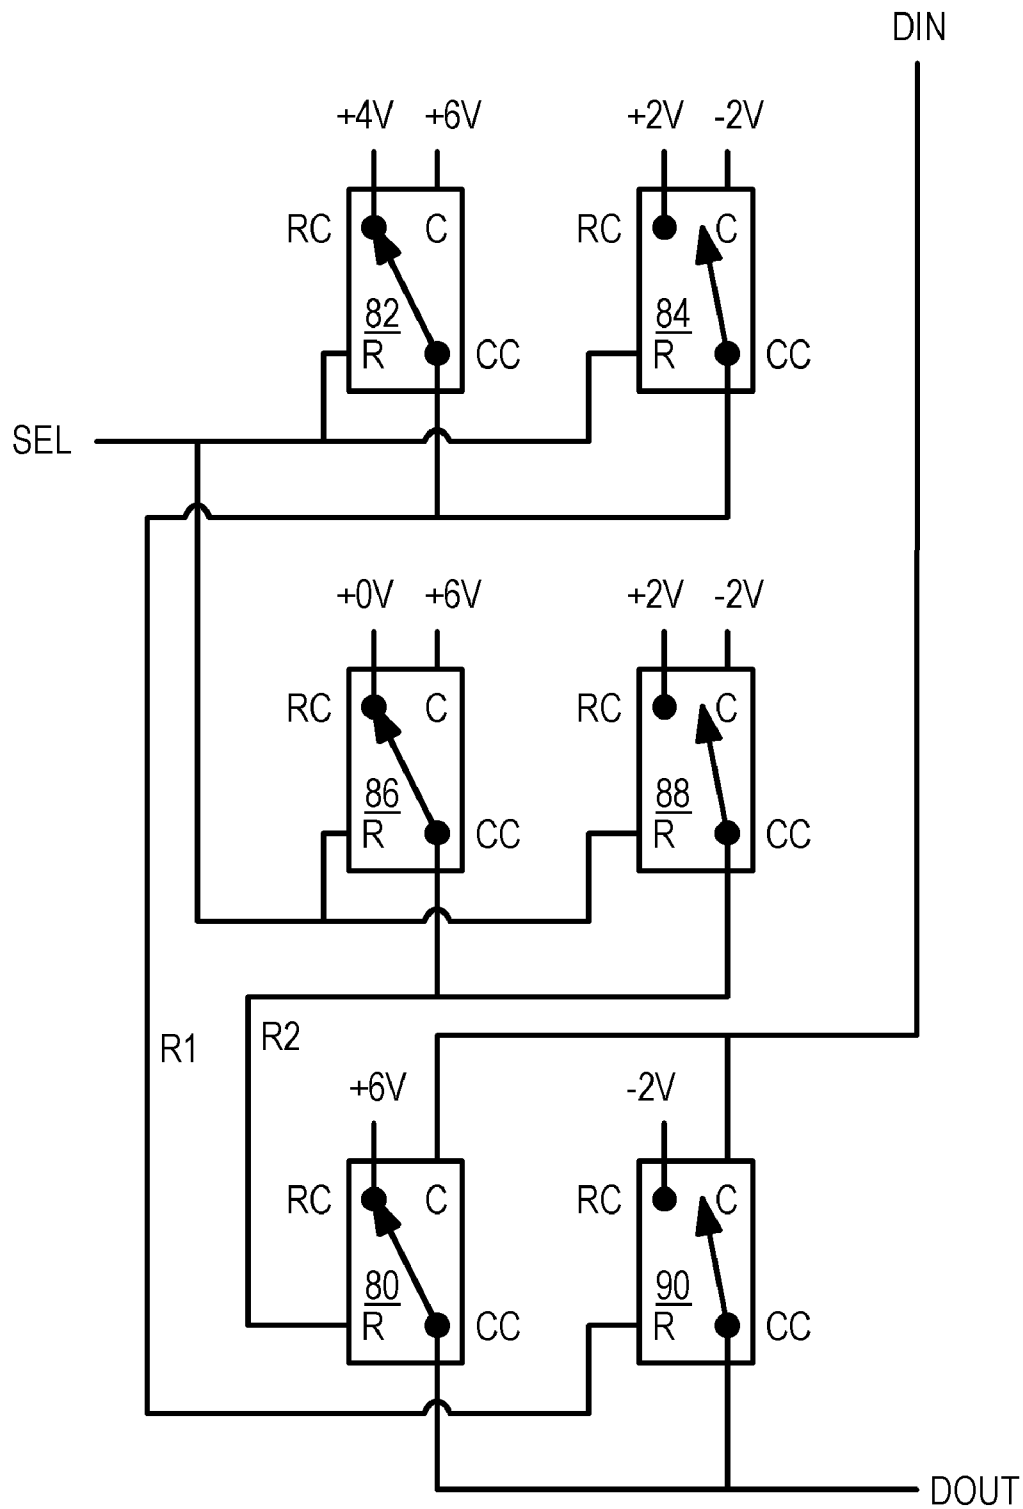 DIN
+4V +6V +2V -2V
RC C RC C
82 84
R CC R CC
SEL
+0V +6V +2V -2V
RC C RC C
86 88
R CC R CC
R1 R2
+6V -2V
RC C RC C
80 90
R CC R CC
DOUT